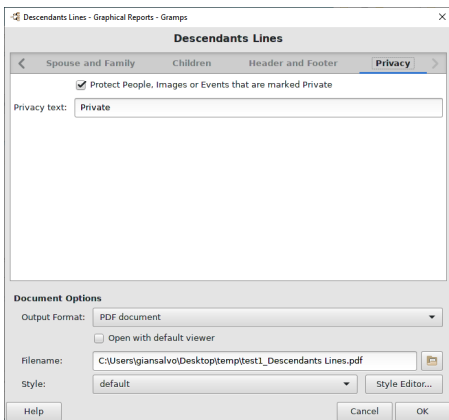 Descendants Lines - Graphical Reports - Gramps
Descendants Lines
Spouse and Family Children Header and Footer Privacy
Protect People, Images or Events that are marked Private
Privacy text: Private
Document Options
Output Format: PDF document
Open with default viewer
Filename: C:\Users\giansalvo\Desktop\temp\test1_Descendants Lines.pdf
Style: default Style Editor...
Help Cancel OK